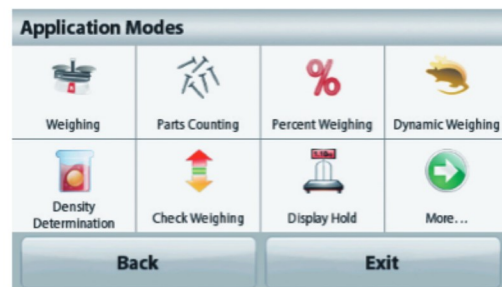 Application Modes
Weighing
Parts Counting
Percent Weighing
Dynamic Weighing
Density
Determination
Check Weighing
Display Hold
More...
Back
Exit